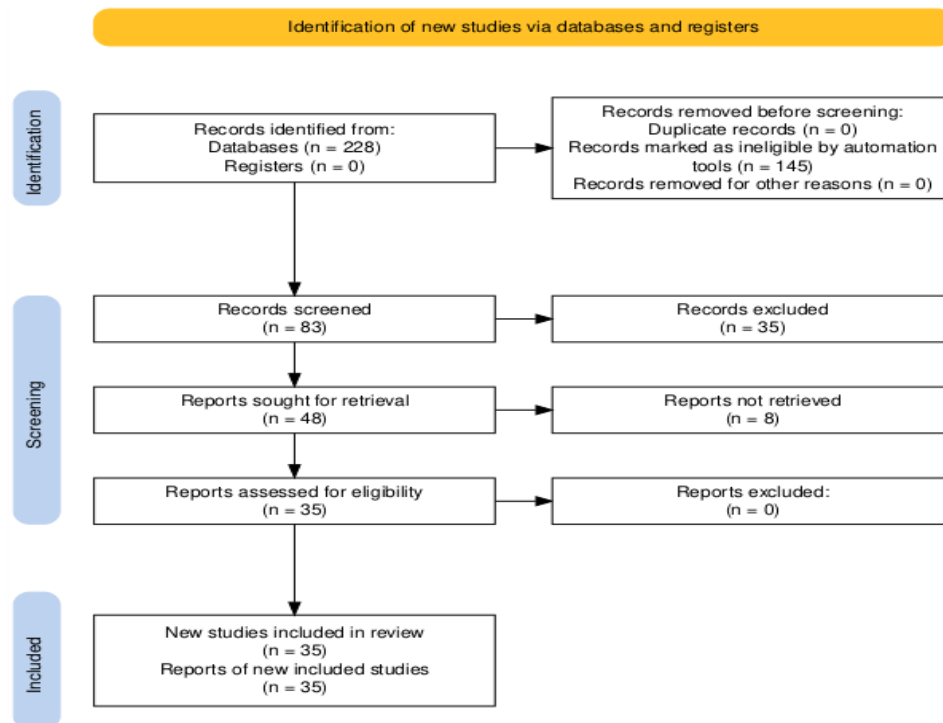 Identification of new studies via databases and registers
Identification
Records identified from:
Databases (n = 228)
Registers (n = 0)
Records removed before screening:
Duplicate records (n = 0)
Records marked as ineligible by automation
tools (n = 145)
Records removed for other reasons (n = 0)
Screening
Records screened
(n = 83)
Records excluded
(n = 35)
Reports sought for retrieval
(n = 48)
Reports not retrieved
(n = 8)
Reports assessed for eligibility
(n = 35)
Reports excluded:
(n = 0)
Included
New studies included in review
(n = 35)
Reports of new included studies
(n = 35)